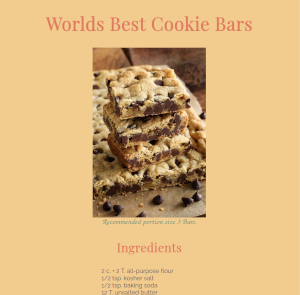 Worlds Best Cookie Bars
Recommended portion size 3 Bars
Ingredients
2 c. + 2 T. all-purpose flour
1/2 tsp. kosher salt
1/2 tsp. baking soda
12 T. unsalted butter